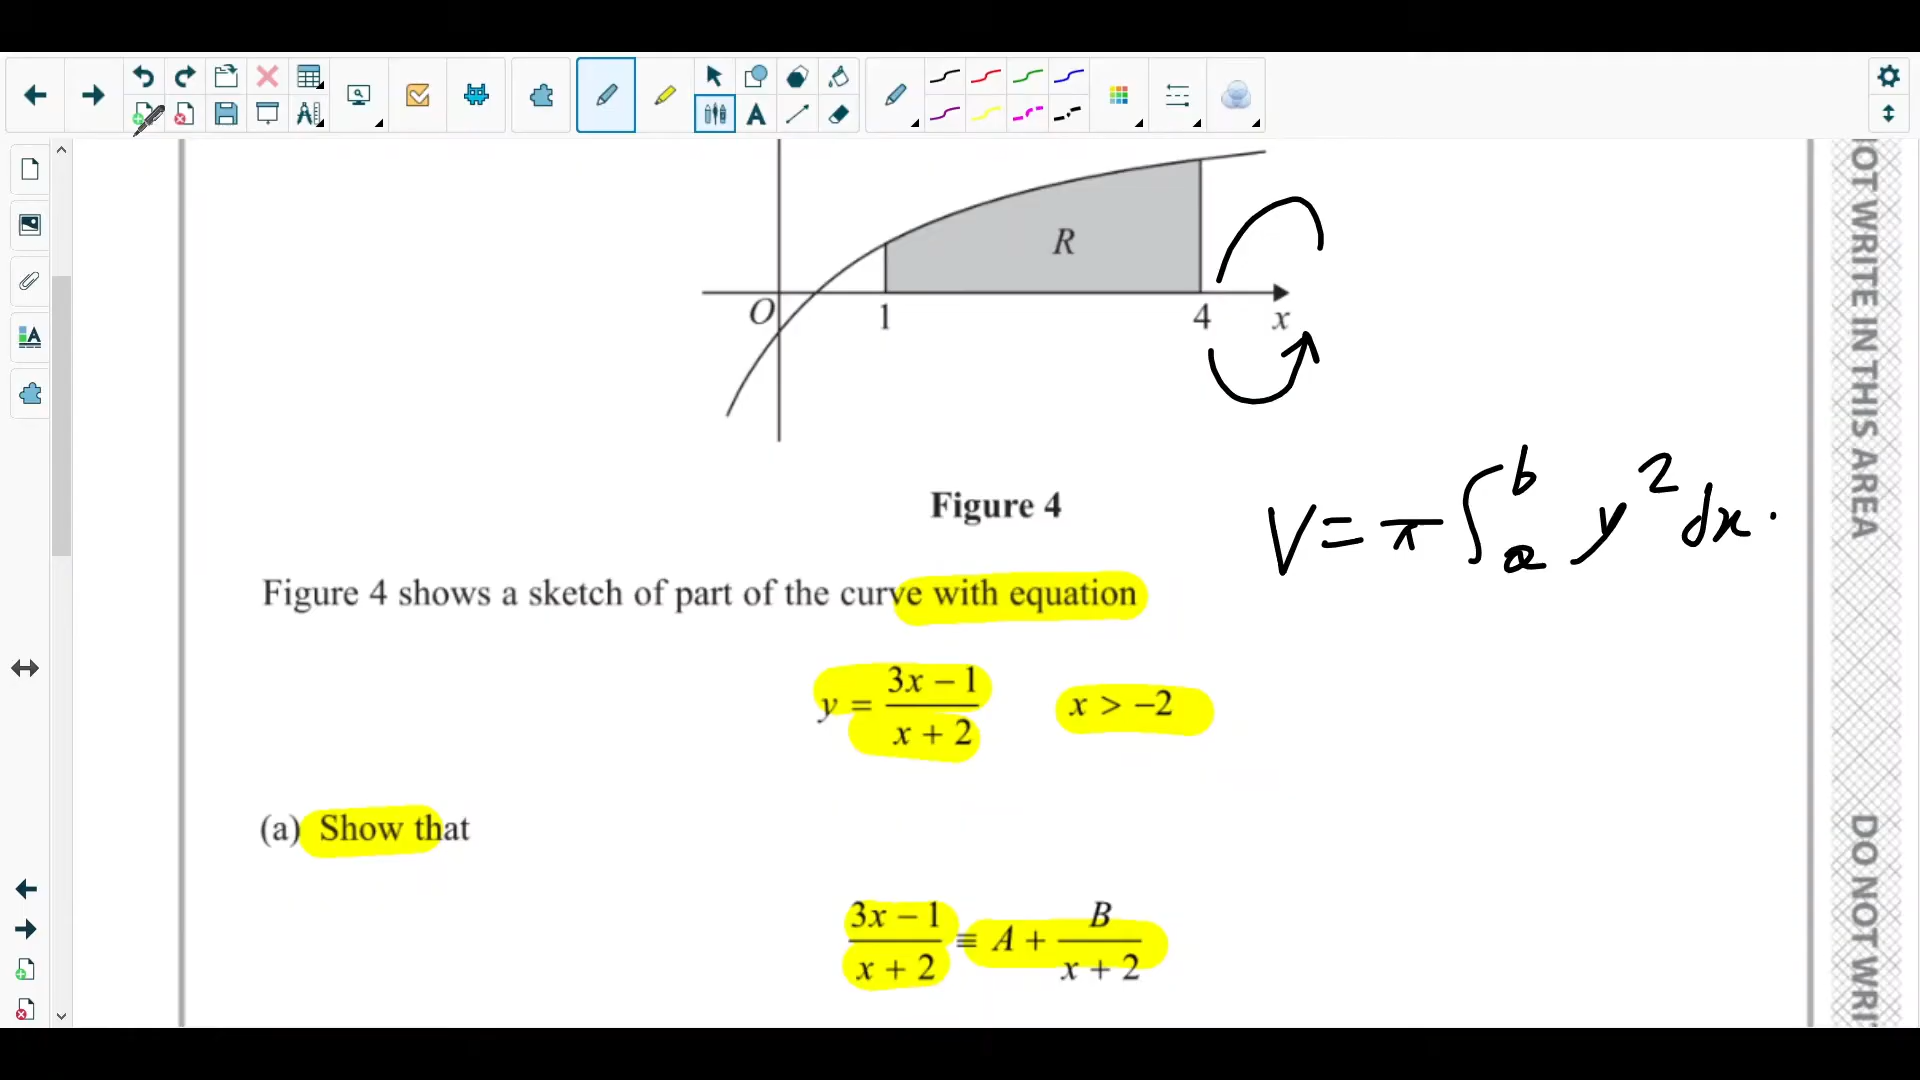 R
O
1
4
x
Figure 4
V = π ∫_a^b y² dx.
Figure 4 shows a sketch of part of the curve with equation
y = (3x − 1)/(x + 2)    x > −2
(a) Show that
(3x − 1)/(x + 2) ≡ A + B/(x + 2)
OT WRITE IN THIS AREA
DO NOT WRI